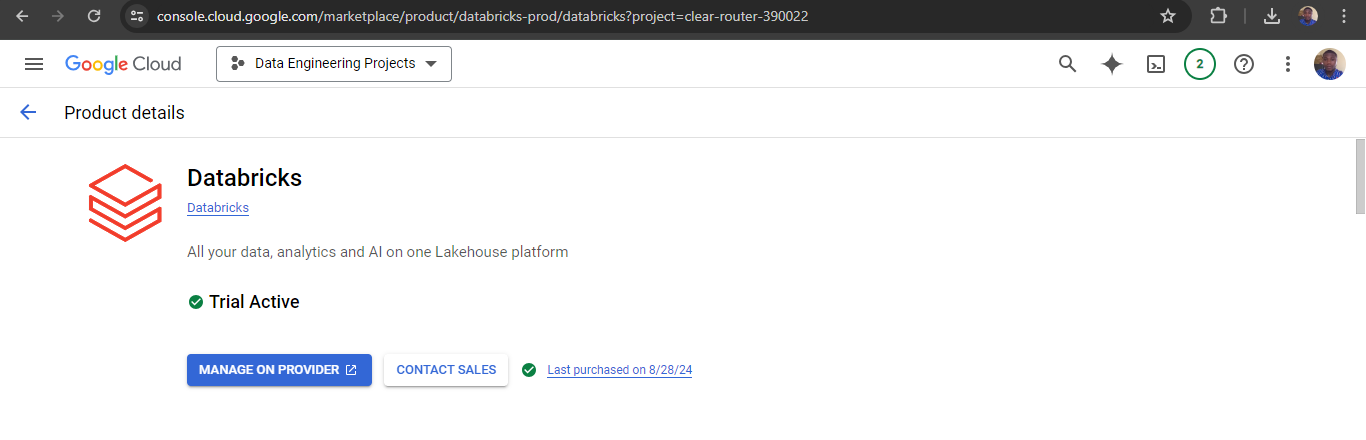 console.cloud.google.com/marketplace/product/databricks-prod/databricks?project=clear-router-390022
Google Cloud
Data Engineering Projects
2
Product details
Databricks
Databricks
All your data, analytics and AI on one Lakehouse platform
Trial Active
MANAGE ON PROVIDER
CONTACT SALES
Last purchased on 8/28/24